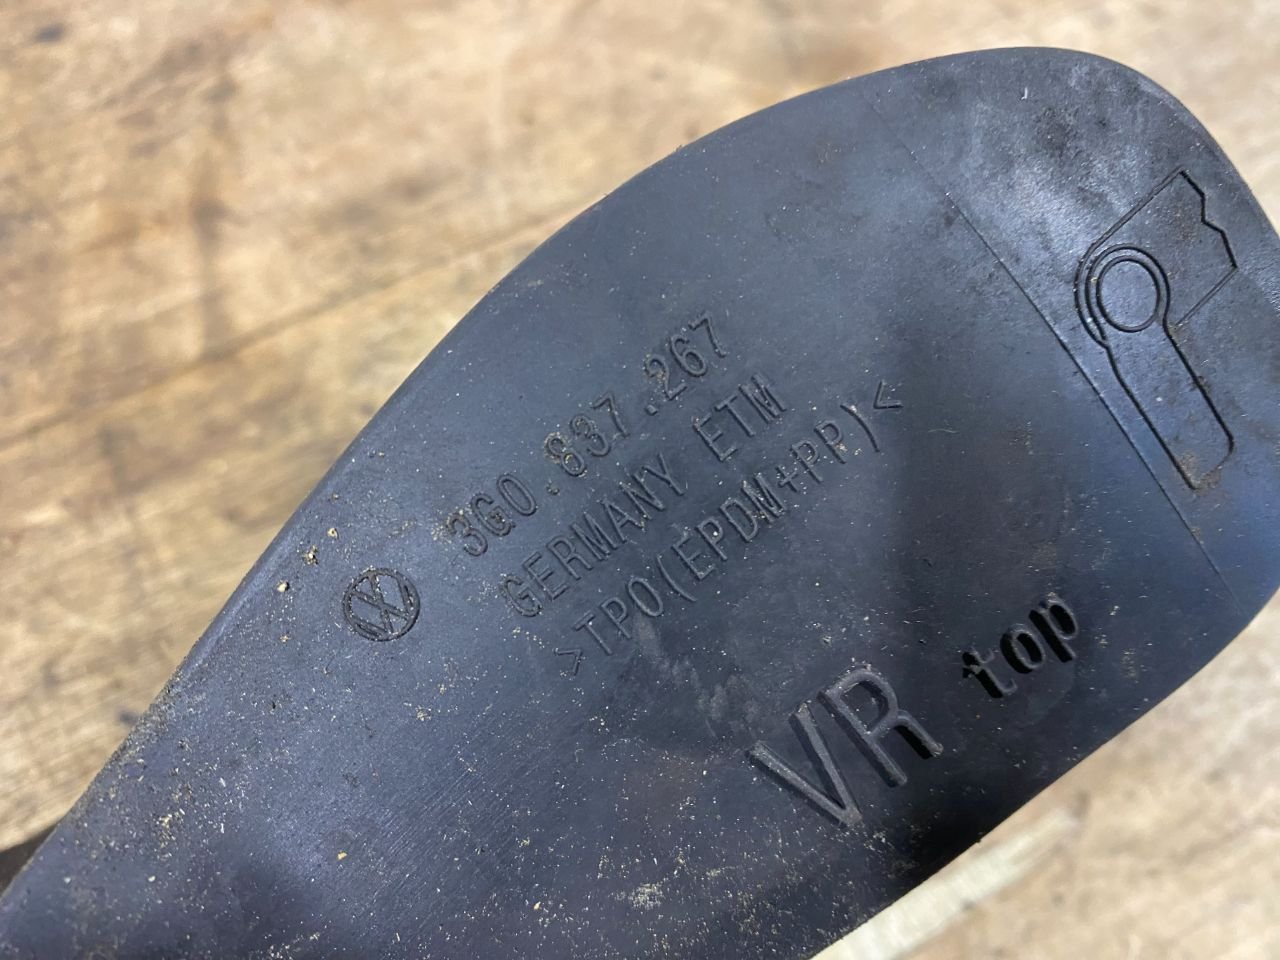 3G0.837.267
GERMANY ETM
>TPO(EPDM+PP)<
VR top